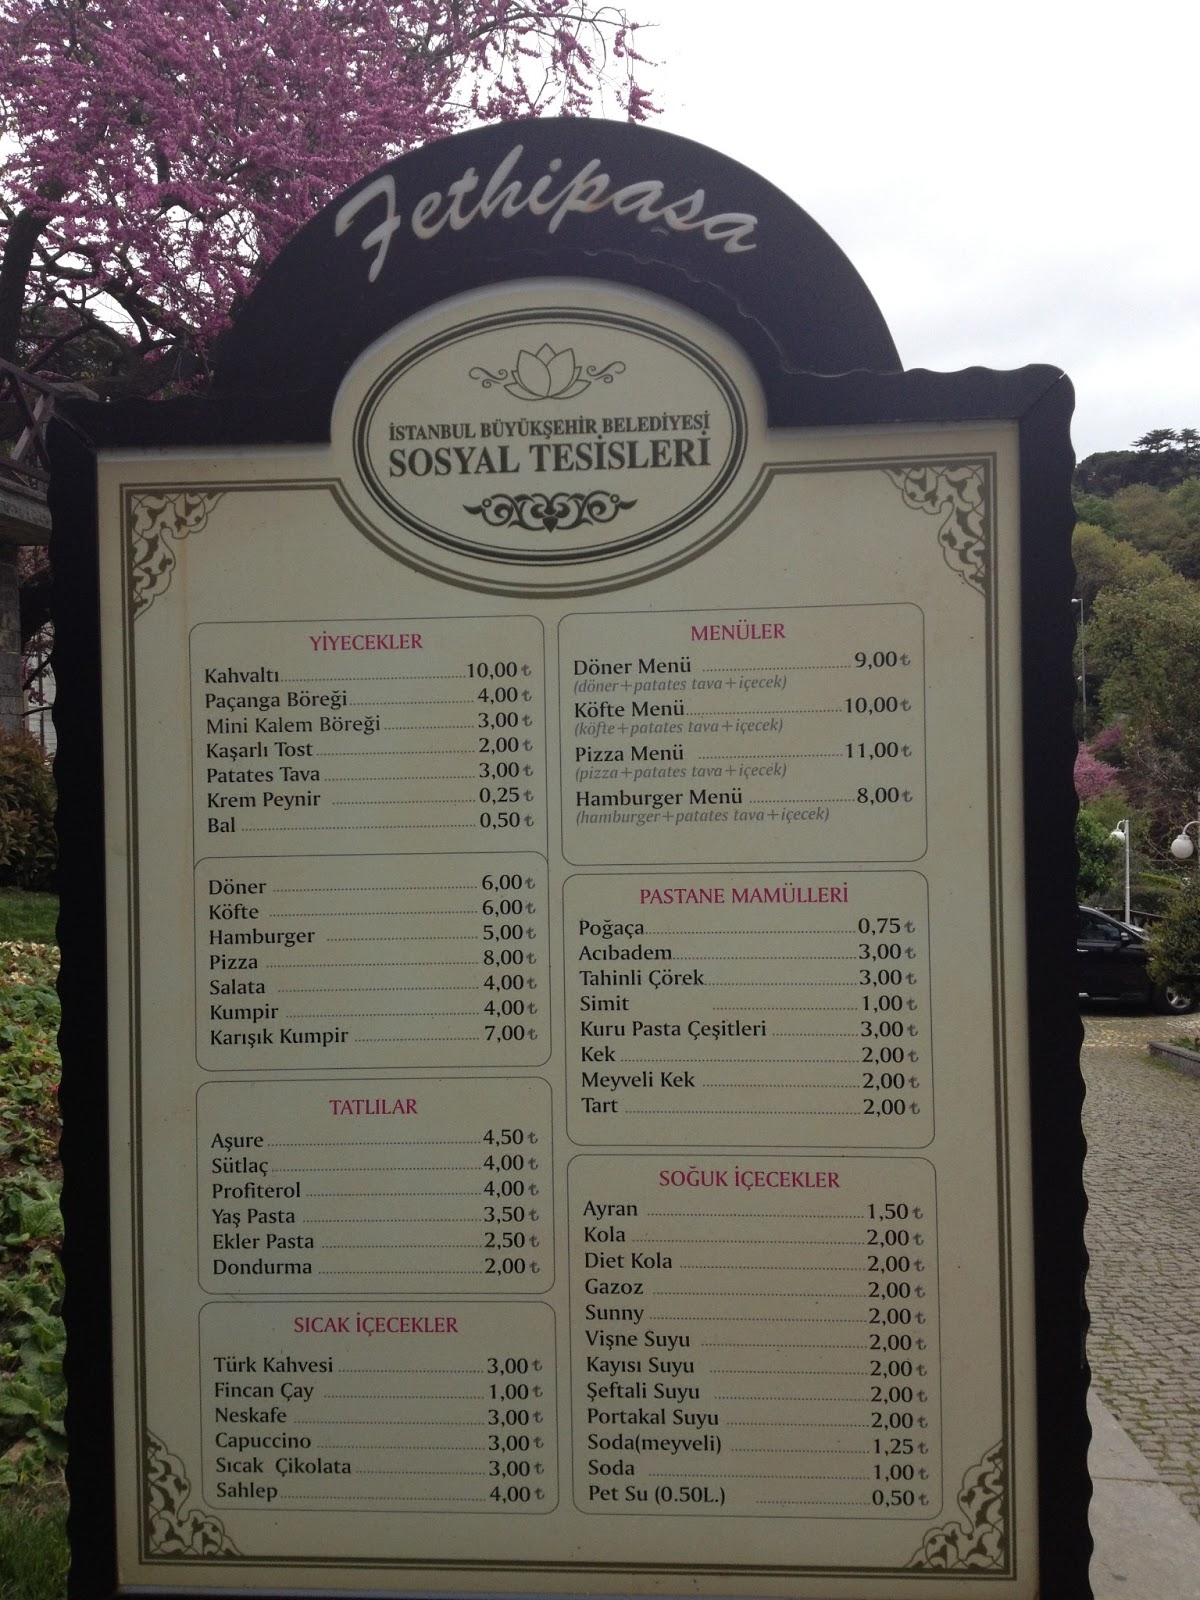 Fethipaşa
İSTANBUL BÜYÜKŞEHİR BELEDİYESİ
SOSYAL TESİSLERİ
YİYECEKLER
Kahvaltı 10,00 ₺
Paçanga Böreği 4,00 ₺
Mini Kalem Böreği 3,00 ₺
Kaşarlı Tost 2,00 ₺
Patates Tava 3,00 ₺
Krem Peynir 0,25 ₺
Bal 0,50 ₺
Döner 6,00 ₺
Köfte 6,00 ₺
Hamburger 5,00 ₺
Pizza 8,00 ₺
Salata 4,00 ₺
Kumpir 4,00 ₺
Karışık Kumpir 7,00 ₺
TATLILAR
Aşure 4,50 ₺
Sütlaç 4,00 ₺
Profiterol 4,00 ₺
Yaş Pasta 3,50 ₺
Ekler Pasta 2,50 ₺
Dondurma 2,00 ₺
SICAK İÇECEKLER
Türk Kahvesi 3,00 ₺
Fincan Çay 1,00 ₺
Neskafe 3,00 ₺
Capuccino 3,00 ₺
Sıcak Çikolata 3,00 ₺
Sahlep 4,00 ₺
MENÜLER
Döner Menü 9,00 ₺
(döner+patates tava+içecek)
Köfte Menü 10,00 ₺
(köfte+patates tava+içecek)
Pizza Menü 11,00 ₺
(pizza+patates tava+içecek)
Hamburger Menü 8,00 ₺
(hamburger+patates tava+içecek)
PASTANE MAMÜLLERİ
Poğaça 0,75 ₺
Acıbadem 3,00 ₺
Tahinli Çörek 3,00 ₺
Simit 1,00 ₺
Kuru Pasta Çeşitleri 3,00 ₺
Kek 2,00 ₺
Meyveli Kek 2,00 ₺
Tart 2,00 ₺
SOĞUK İÇECEKLER
Ayran 1,50 ₺
Kola 2,00 ₺
Diet Kola 2,00 ₺
Gazoz 2,00 ₺
Sunny 2,00 ₺
Vişne Suyu 2,00 ₺
Kayısı Suyu 2,00 ₺
Şeftali Suyu 2,00 ₺
Portakal Suyu 2,00 ₺
Soda(meyveli) 1,25 ₺
Soda 1,00 ₺
Pet Su (0.50L.) 0,50 ₺